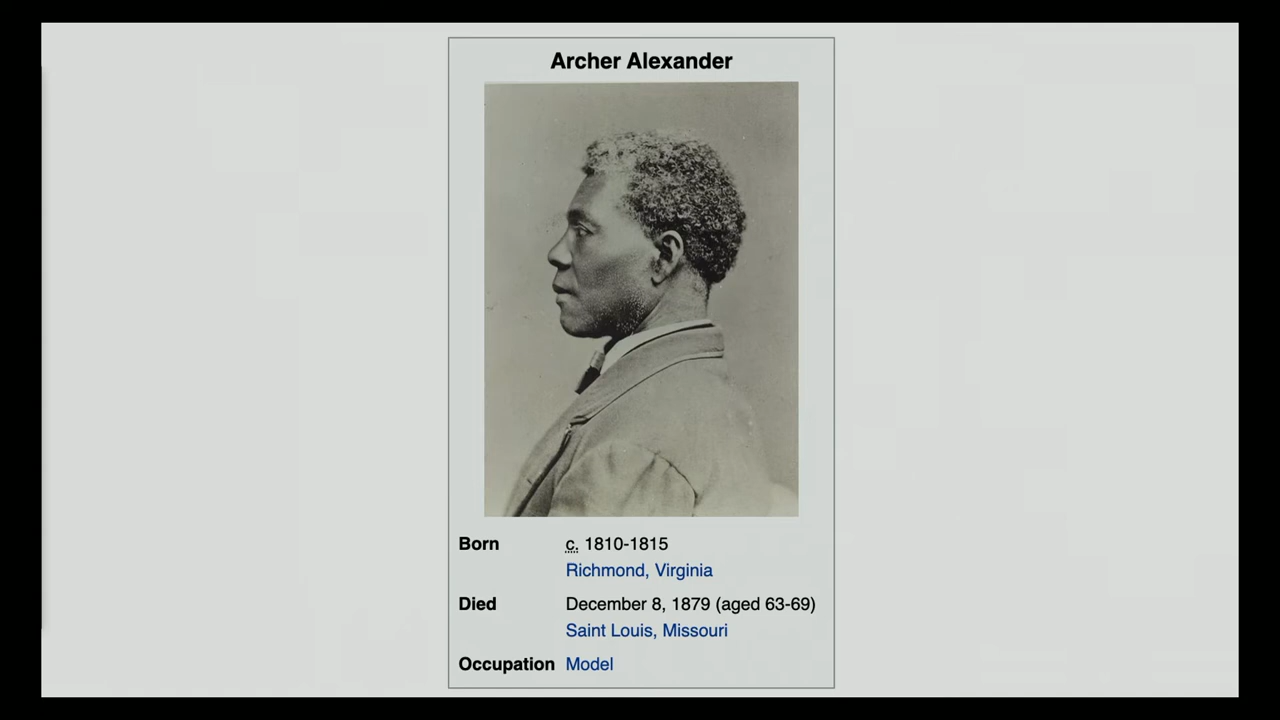 Archer Alexander
Born c. 1810-1815
Richmond, Virginia
Died December 8, 1879 (aged 63-69)
Saint Louis, Missouri
Occupation Model